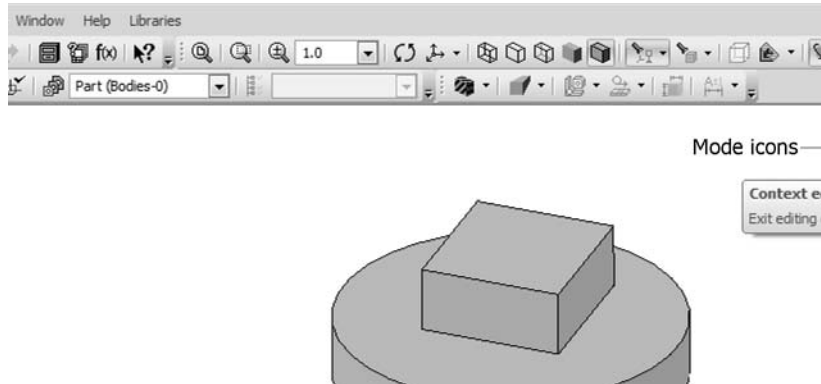 Window Help Libraries
f(x) 1.0
Part (Bodies-0)
Mode icons
Context e
Exit editing